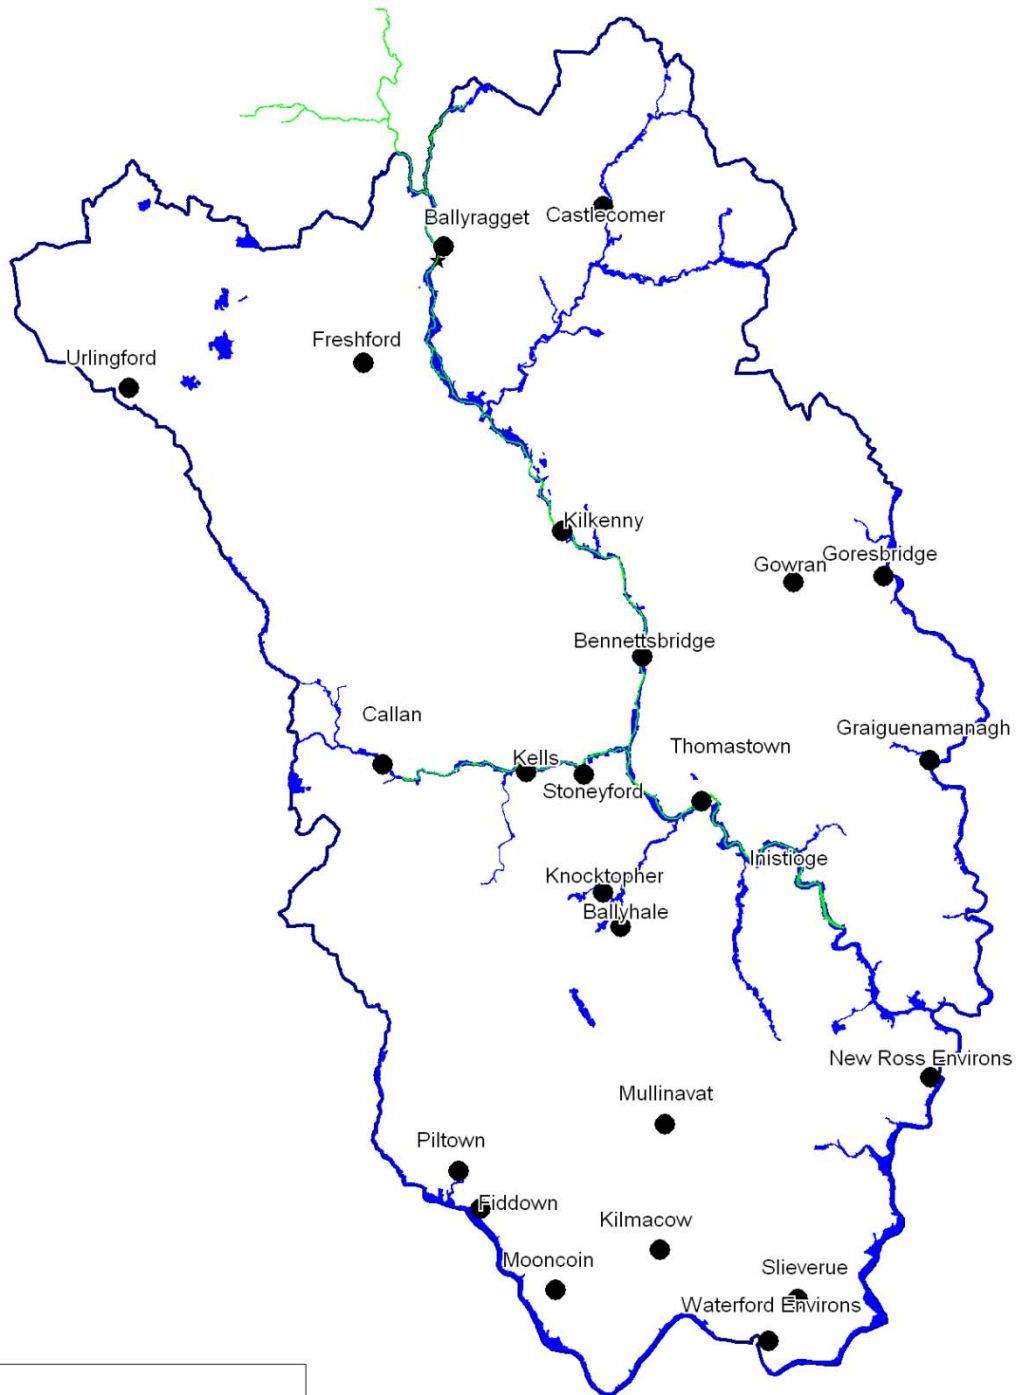 Ballyragget
Castlecomer
Freshford
Urlingford
Kilkenny
Gowran
Goresbridge
Bennettsbridge
Callan
Thomastown
Graiguenamanagh
Kells
Stoneyford
Inistioge
Knocktopher
Ballyhale
New Ross Environs
Mullinavat
Piltown
Fiddown
Kilmacow
Mooncoin
Slieverue
Waterford Environs